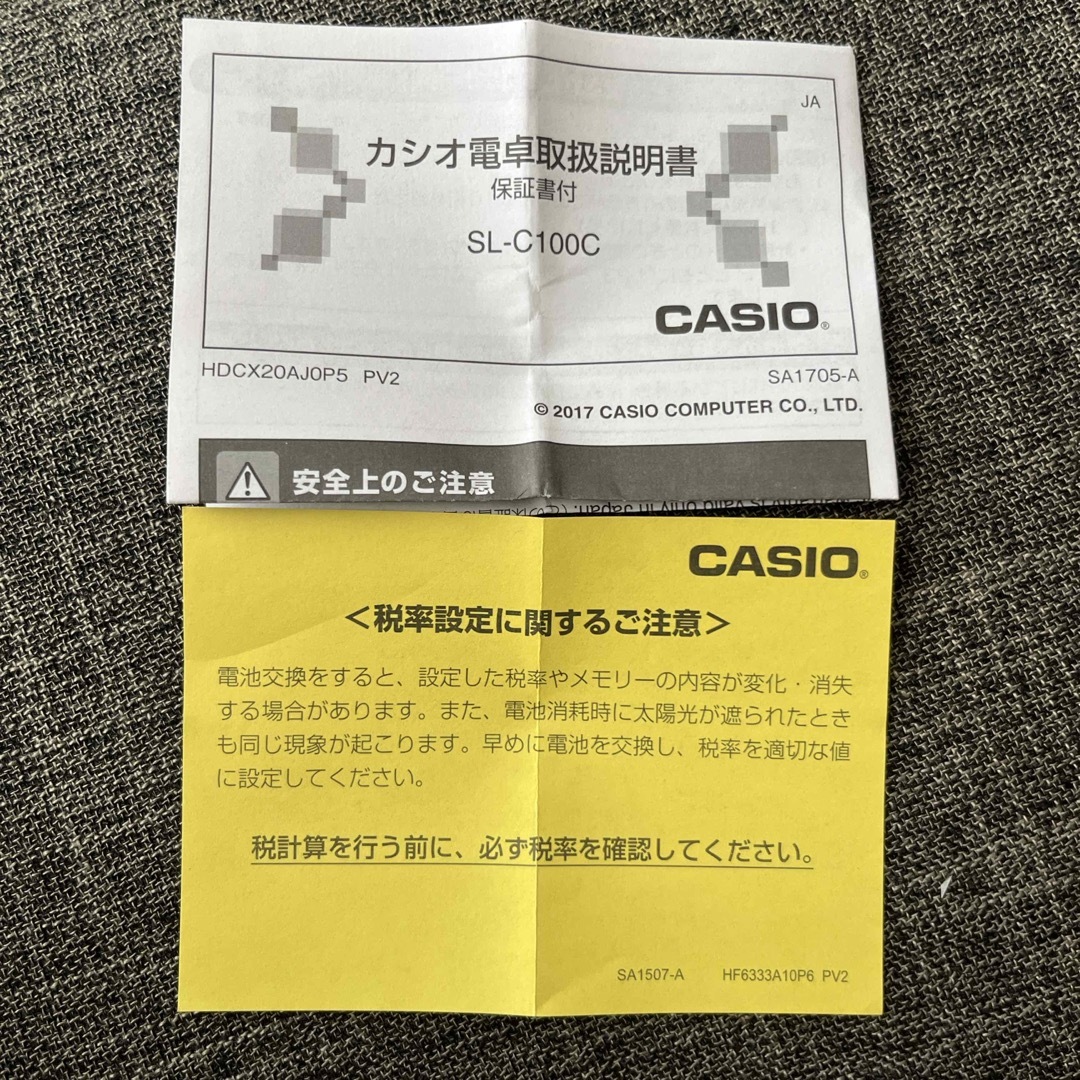 JA
カシオ電卓取扱説明書
保証書付
SL-C100C
CASIO®
HDCX20AJ0P5 PV2
SA1705-A
© 2017 CASIO COMPUTER CO., LTD.
安全上のご注意
valid only in Japan.
CASIO®
＜税率設定に関するご注意＞
電池交換をすると、設定した税率やメモリーの内容が変化・消失
する場合があります。また、電池消耗時に太陽光が遮られたとき
も同じ現象が起こります。早めに電池を交換し、税率を適切な値
に設定してください。
税計算を行う前に、必ず税率を確認してください。
SA1507-A HF6333A10P6 PV2